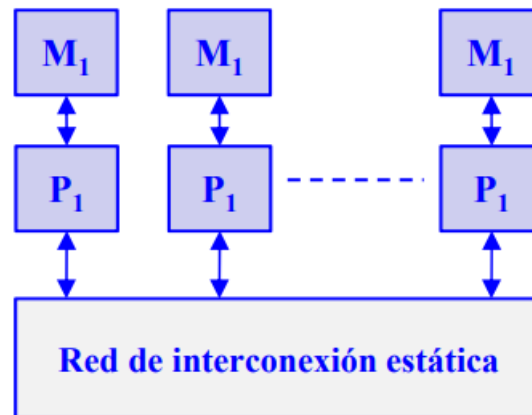 M₁ M₁ M₁
P₁ P₁ P₁
Red de interconexión estática